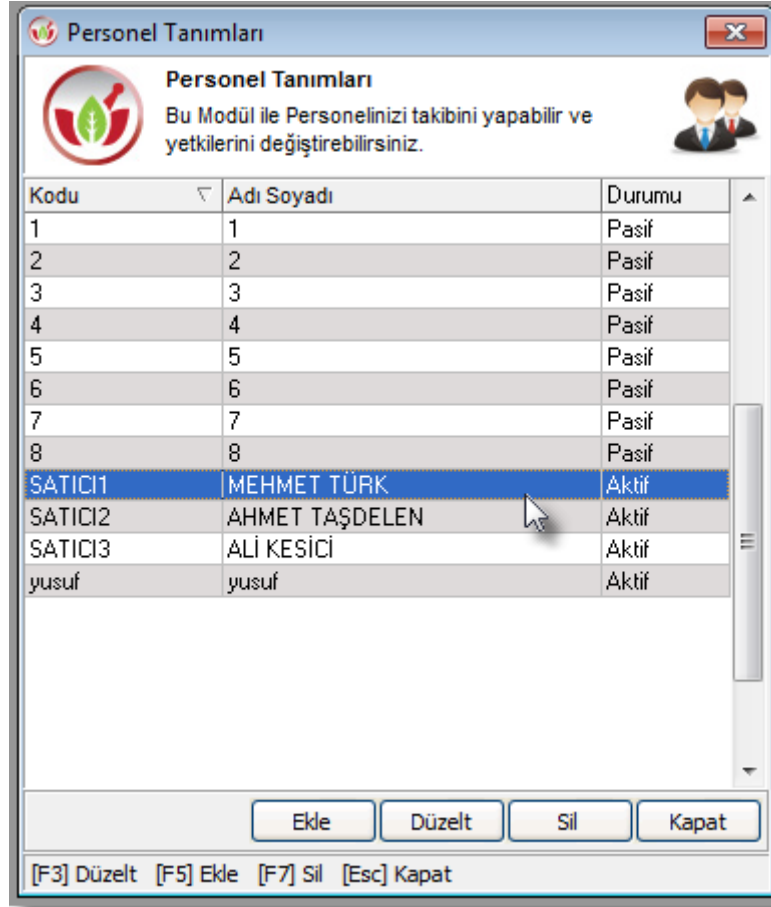 Personel Tanımları
Personel Tanımları
Bu Modül ile Personelinizi takibini yapabilir ve
yetkilerini değiştirebilirsiniz.
Kodu Adı Soyadı Durumu
1 1 Pasif
2 2 Pasif
3 3 Pasif
4 4 Pasif
5 5 Pasif
6 6 Pasif
7 7 Pasif
8 8 Pasif
SATICI1 MEHMET TÜRK Aktif
SATICI2 AHMET TAŞDELEN Aktif
SATICI3 ALİ KESİCİ Aktif
yusuf yusuf Aktif
Ekle Düzelt Sil Kapat
[F3] Düzelt [F5] Ekle [F7] Sil [Esc] Kapat